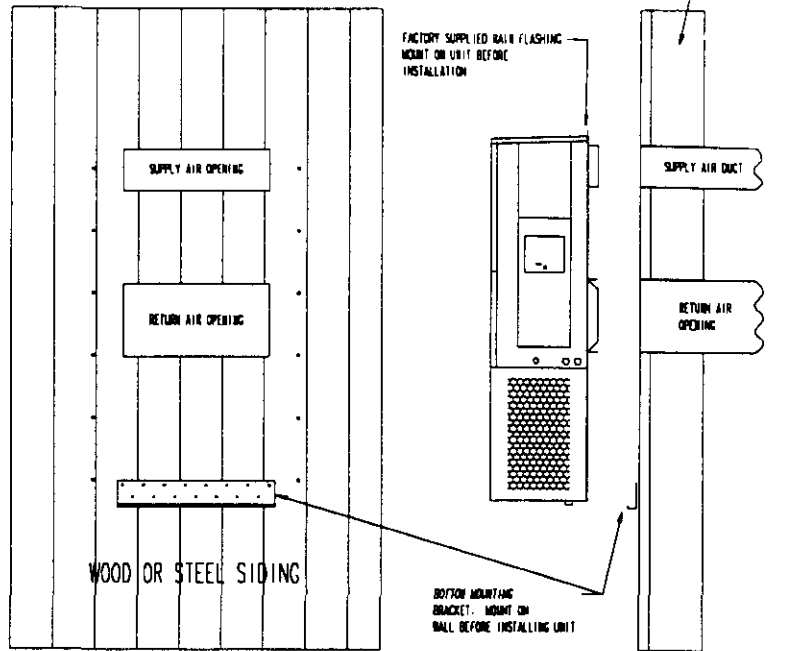 FACTORY SUPPLIED RAIN FLASHING
MOUNT ON UNIT BEFORE
INSTALLATION
SUPPLY AIR OPENING
SUPPLY AIR DUCT
RETURN AIR OPENING
RETURN AIR
OPENING
WOOD OR STEEL SIDING
BOTTOM MOUNTING
BRACKET. MOUNT ON
WALL BEFORE INSTALLING UNIT